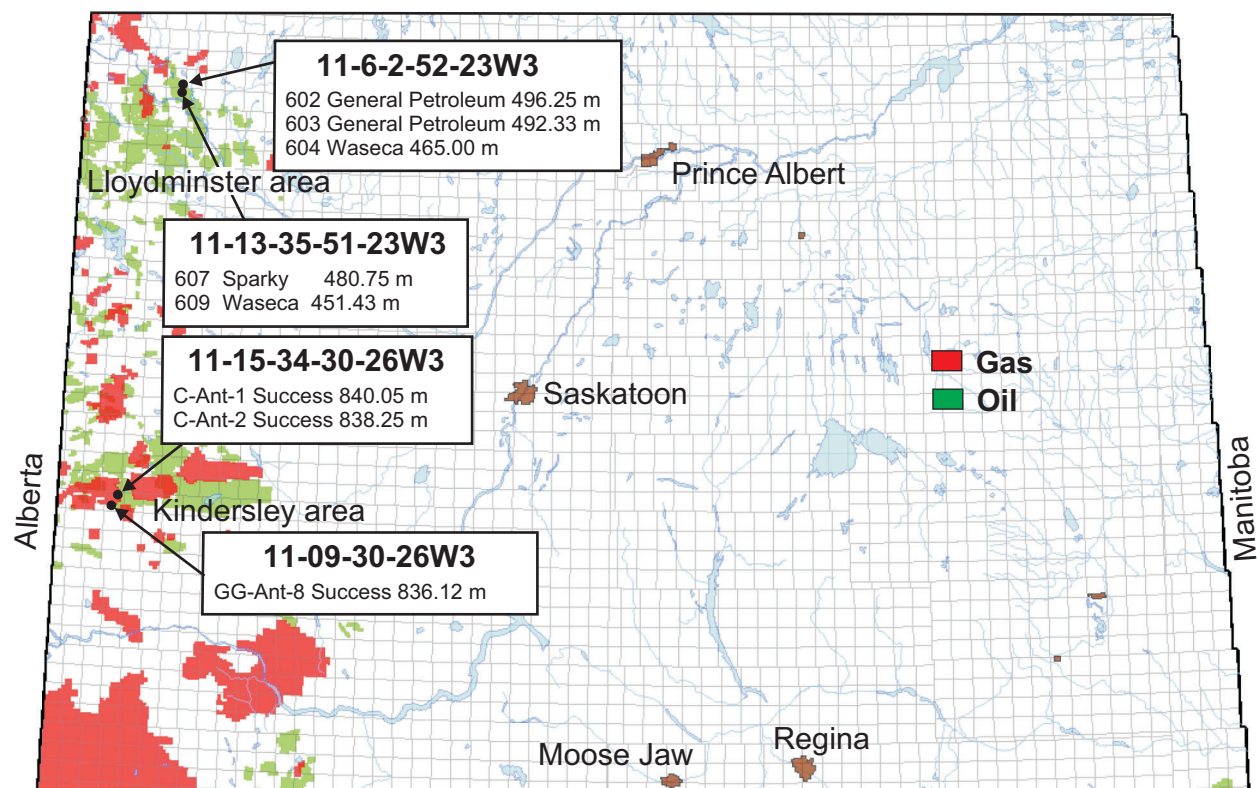 11-6-2-52-23W3
602 General Petroleum 496.25 m
603 General Petroleum 492.33 m
604 Waseca 465.00 m
Prince Albert
Lloydminster area
11-13-35-51-23W3
607 Sparky 480.75 m
609 Waseca 451.43 m
11-15-34-30-26W3
C-Ant-1 Success 840.05 m
C-Ant-2 Success 838.25 m
Gas
Oil
Saskatoon
Alberta
Manitoba
Kindersley area
11-09-30-26W3
GG-Ant-8 Success 836.12 m
Moose Jaw
Regina